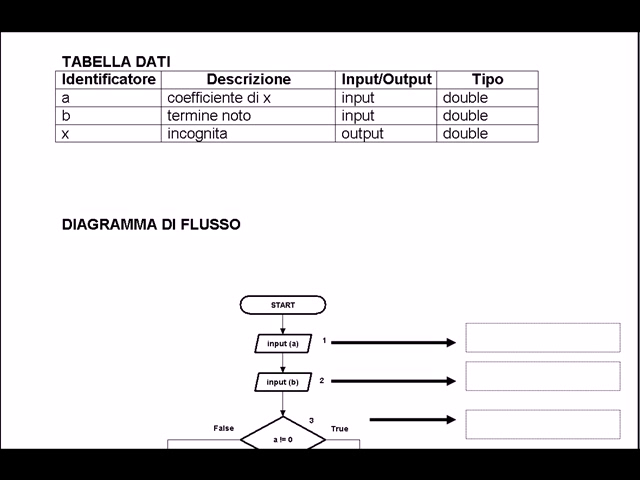 TABELLA DATI
Identificatore Descrizione Input/Output Tipo
a coefficiente di x input double
b termine noto input double
x incognita output double
DIAGRAMMA DI FLUSSO
START
input (a) 1
input (b) 2
3
False True
a != 0